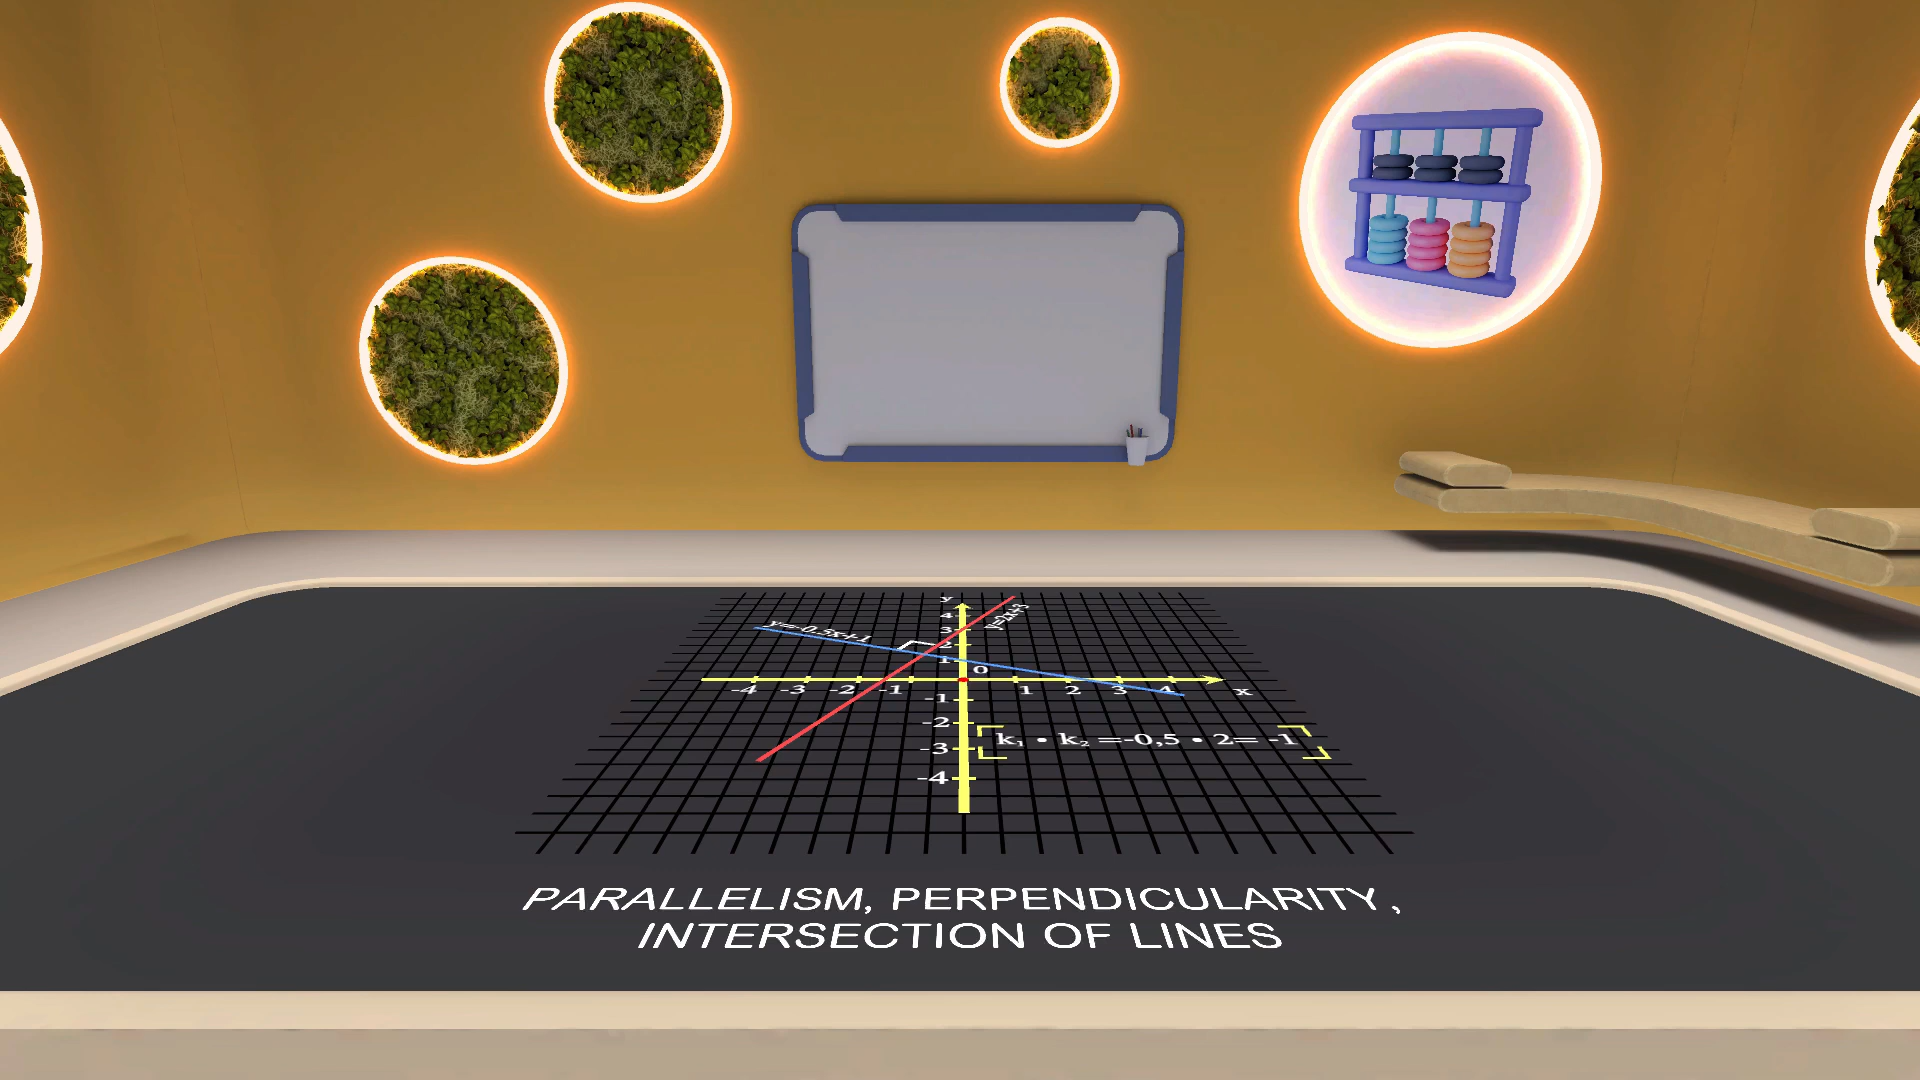 y
4
y=2x+3
y=-0.5x+1
3
2
1
0
-4 -3 -2 -1 1 2 3 4 x
-1
-2
k₁ • k₂ =-0,5 • 2= -1
-3
-4
PARALLELISM, PERPENDICULARITY ,
INTERSECTION OF LINES